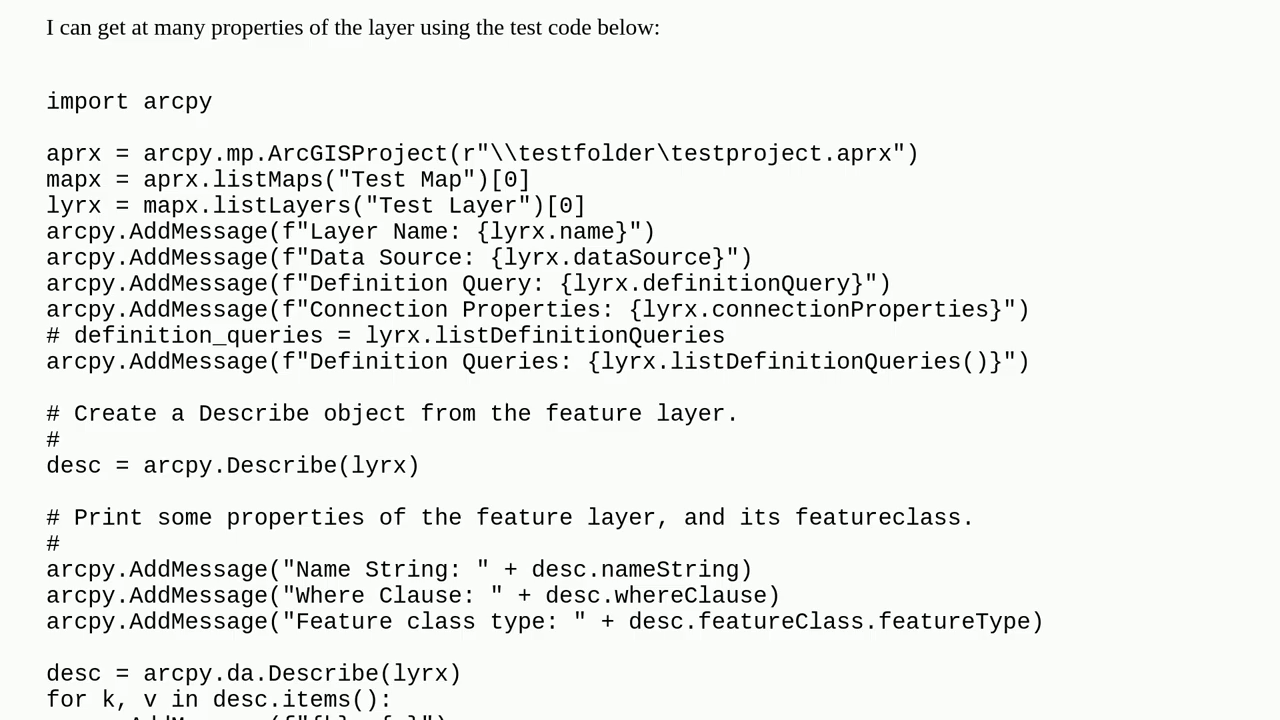 I can get at many properties of the layer using the test code below:
import arcpy
aprx = arcpy.mp.ArcGISProject(r"\\testfolder\testproject.aprx")
mapx = aprx.listMaps("Test Map")[0]
lyrx = mapx.listLayers("Test Layer")[0]
arcpy.AddMessage(f"Layer Name: {lyrx.name}")
arcpy.AddMessage(f"Data Source: {lyrx.dataSource}")
arcpy.AddMessage(f"Definition Query: {lyrx.definitionQuery}")
arcpy.AddMessage(f"Connection Properties: {lyrx.connectionProperties}")
# definition_queries = lyrx.listDefinitionQueries
arcpy.AddMessage(f"Definition Queries: {lyrx.listDefinitionQueries()}")
# Create a Describe object from the feature layer.
#
desc = arcpy.Describe(lyrx)
# Print some properties of the feature layer, and its featureclass.
#
arcpy.AddMessage("Name String: " + desc.nameString)
arcpy.AddMessage("Where Clause: " + desc.whereClause)
arcpy.AddMessage("Feature class type: " + desc.featureClass.featureType)
desc = arcpy.da.Describe(lyrx)
for k, v in desc.items():